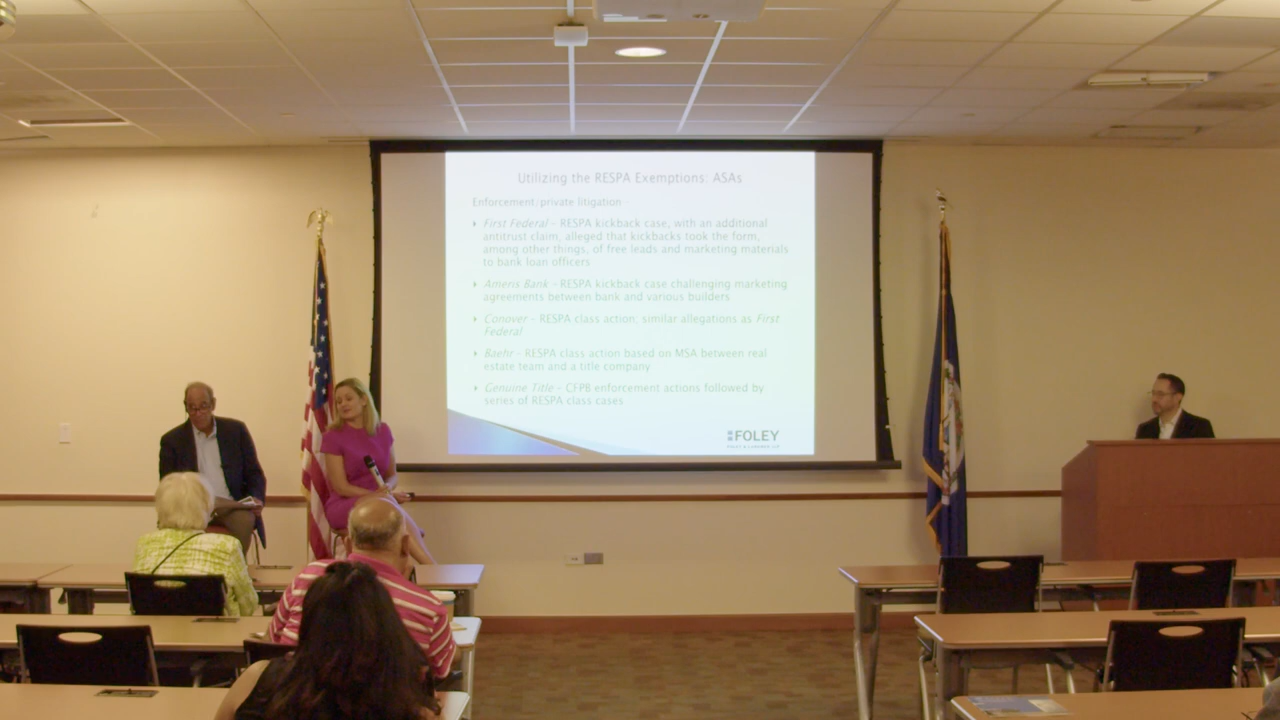 Utilizing the RESPA Exemptions: ASAs
Enforcement, private litigation
First Federal – RESPA kickback case, with an additional
antitrust claim, alleged that kickbacks took the form,
among other things, of free leads and marketing materials
to bank loan officers
Ameris Bank – RESPA kickback case challenging marketing
agreements between bank and various builders
Conover – RESPA class action, similar allegations as First
Federal
Baehr – RESPA class action based on MSA between real
estate team and a title company
Genuine Title – CFPB enforcement actions followed by
series of RESPA class cases
FOLEY
FOLEY & LARDNER LLP